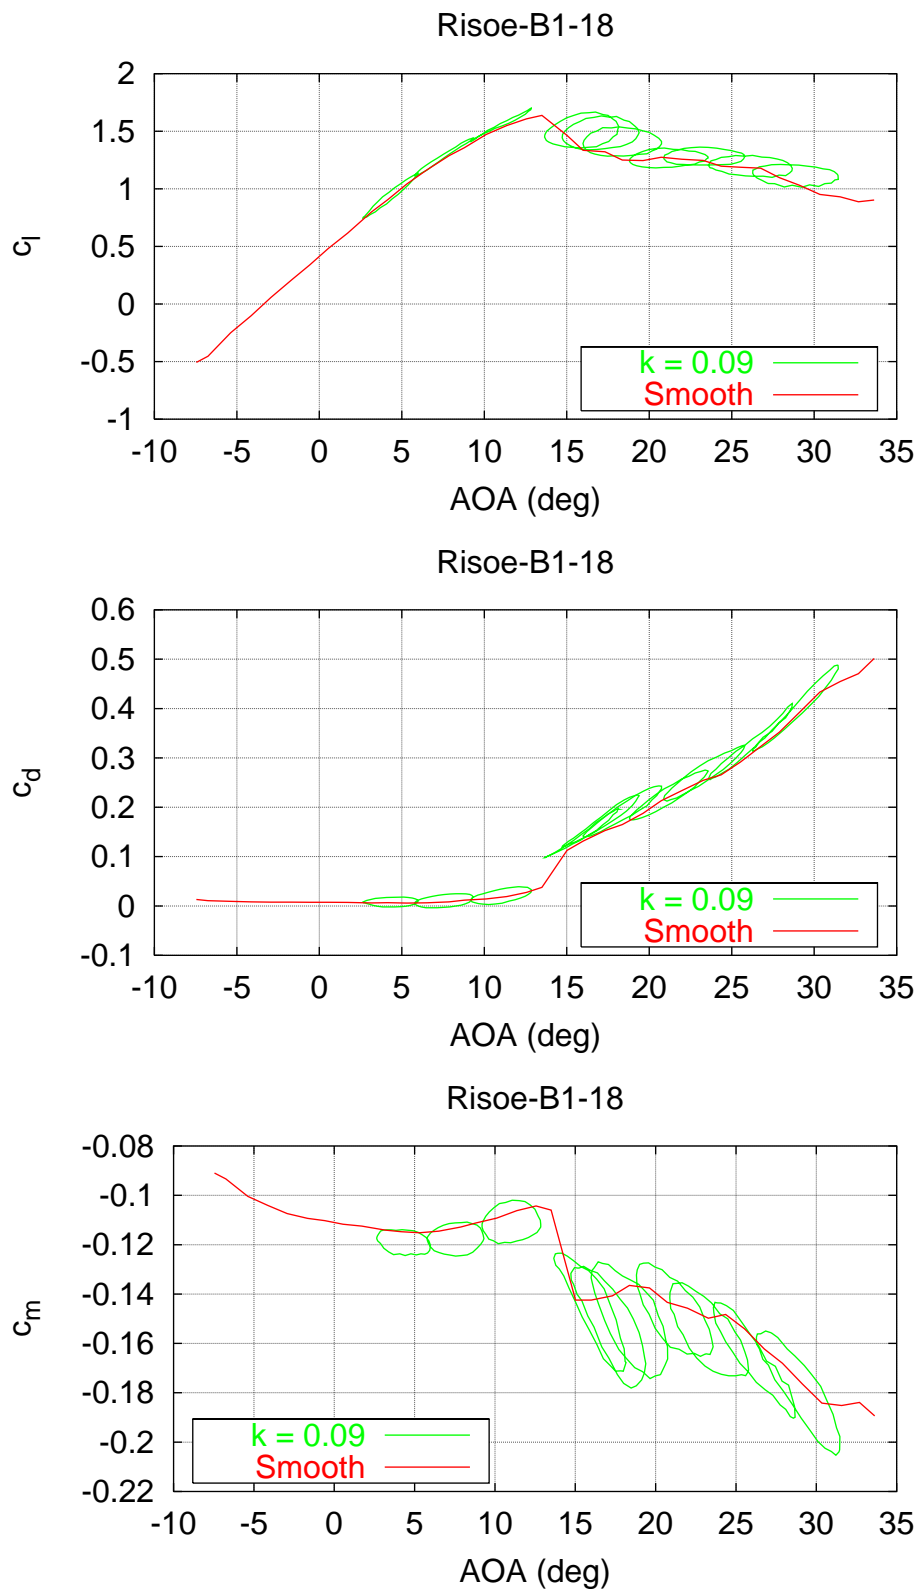 Risoe-B1-18
2
1.5
1
0.5
0
-0.5
-1
c_l
k = 0.09
Smooth
-10 -5 0 5 10 15 20 25 30 35
AOA (deg)
Risoe-B1-18
0.6
0.5
0.4
0.3
0.2
0.1
0
-0.1
c_d
k = 0.09
Smooth
-10 -5 0 5 10 15 20 25 30 35
AOA (deg)
Risoe-B1-18
-0.08
-0.1
-0.12
-0.14
-0.16
-0.18
-0.2
-0.22
c_m
k = 0.09
Smooth
-10 -5 0 5 10 15 20 25 30 35
AOA (deg)